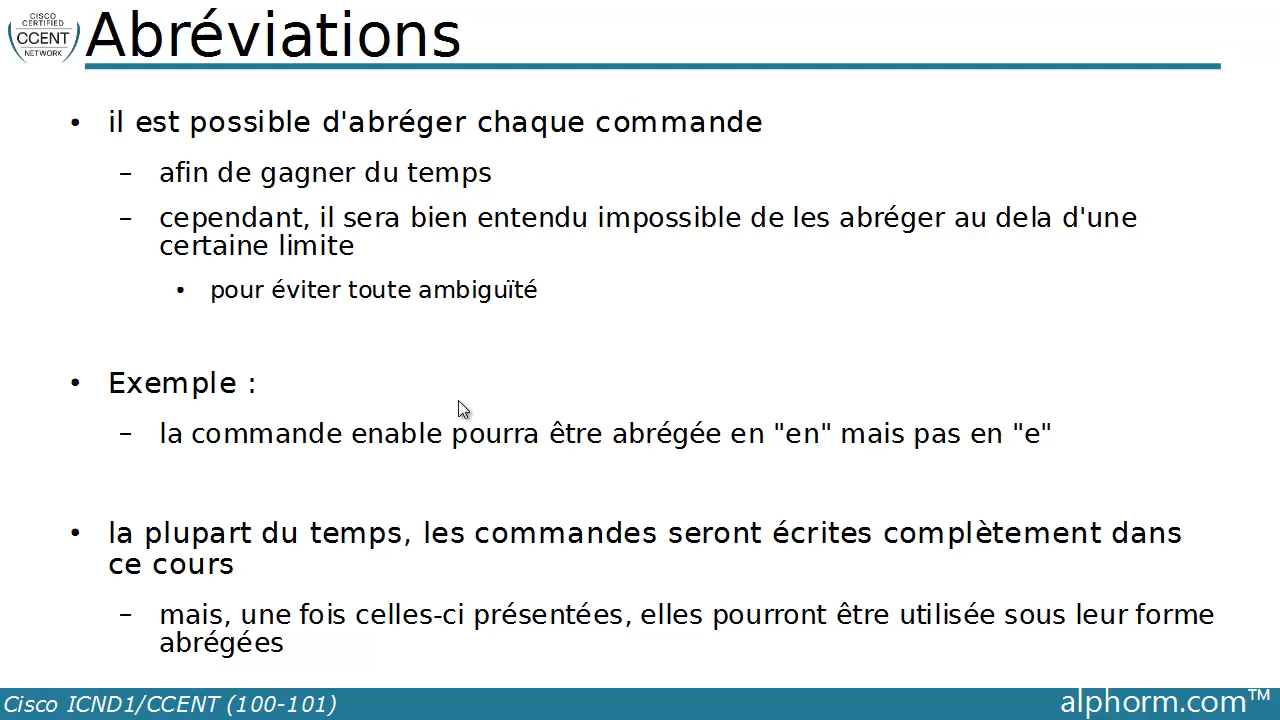 CISCO
CERTIFIED
CCENT
NETWORK
Abréviations
• il est possible d'abréger chaque commande
– afin de gagner du temps
– cependant, il sera bien entendu impossible de les abréger au dela d'une
certaine limite
• pour éviter toute ambiguïté
• Exemple :
– la commande enable pourra être abrégée en "en" mais pas en "e"
• la plupart du temps, les commandes seront écrites complètement dans
ce cours
– mais, une fois celles-ci présentées, elles pourront être utilisée sous leur forme
abrégées
Cisco ICND1/CCENT (100-101)
alphorm.com™